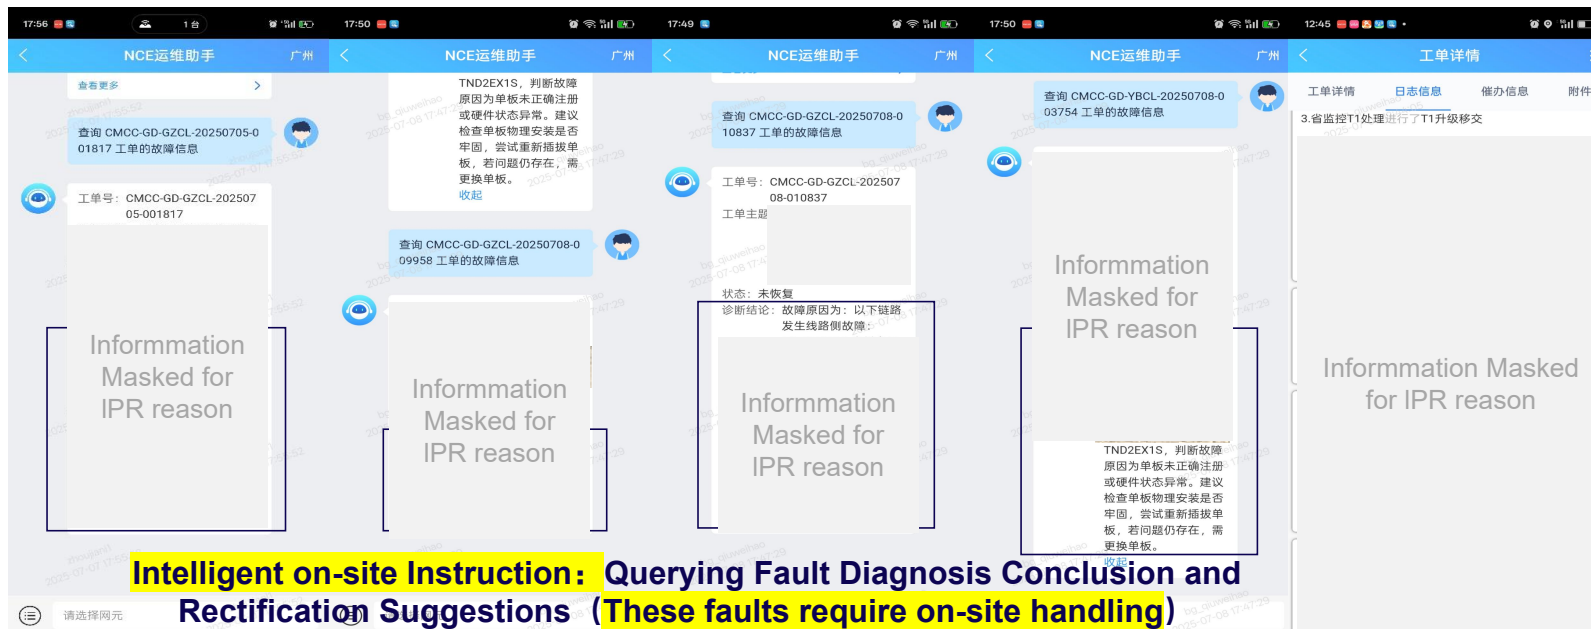 17:56
1台
NCE运维助手
广州
查看更多
查询 CMCC-GD-GZCL-20250705-0
01817 工单的故障信息
工单号： CMCC-GD-GZCL-202507
05-001817
Informmation
Masked for
IPR reason
请选择网元
17:50
NCE运维助手
广州
TND2EX1S，判断故障
原因为单板未正确注册
或硬件状态异常。建议
检查单板物理安装是否
牢固，尝试重新插拔单
板，若问题仍存在，需
更换单板。
收起
查询 CMCC-GD-GZCL-20250708-0
09958 工单的故障信息
Informmation
Masked for
IPR reason
17:49
NCE运维助手
广州
查询 CMCC-GD-GZCL-20250708-0
10837 工单的故障信息
工单号： CMCC-GD-GZCL-202507
08-010837
工单主题
状态： 未恢复
诊断结论： 故障原因为：以下链路
发生线路侧故障：
Informmation
Masked for
IPR reason
17:50
NCE运维助手
广州
查询 CMCC-GD-YBCL-20250708-0
03754 工单的故障信息
Informmation
Masked for
IPR reason
TND2EX1S，判断故障
原因为单板未正确注册
或硬件状态异常。建议
检查单板物理安装是否
牢固，尝试重新插拔单
板，若问题仍存在，需
更换单板。
收起
12:45
工单详情
工单详情 日志信息 催办信息 附件
3.省监控T1处理进行了T1升级移交
Informmation Masked
for IPR reason
Intelligent on-site Instruction：Querying Fault Diagnosis Conclusion and
Rectification Suggestions（These faults require on-site handling）